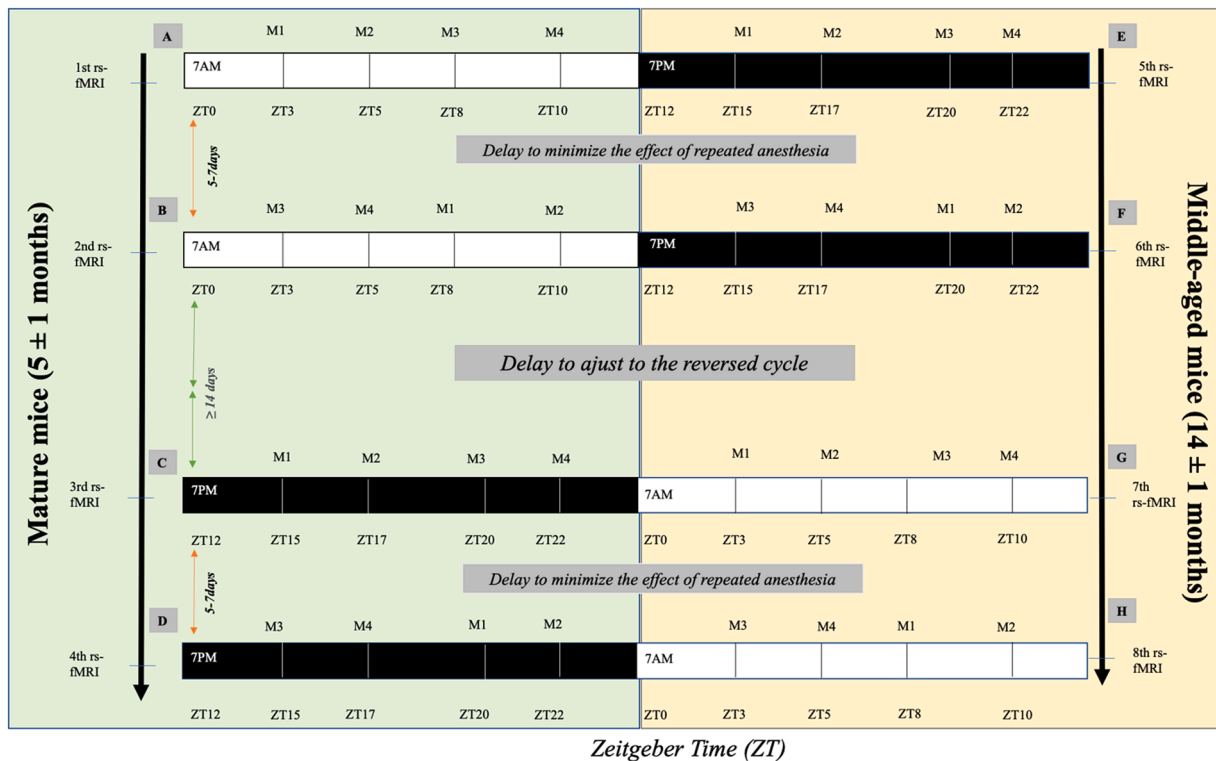 A M1 M2 M3 M4 M1 M2 M3 M4 E
1st rs-
fMRI
7AM 7PM
5th rs-
fMRI
ZT0 ZT3 ZT5 ZT8 ZT10 ZT12 ZT15 ZT17 ZT20 ZT22
5-7days
Delay to minimize the effect of repeated anesthesia
B M3 M4 M1 M2 M3 M4 M1 M2 F
2nd rs-
fMRI
7AM 7PM
6th rs-
fMRI
ZT0 ZT3 ZT5 ZT8 ZT10 ZT12 ZT15 ZT17 ZT20 ZT22
Mature mice (5 ± 1 months)
Middle-aged mice (14 ± 1 months)
≥ 14 days
Delay to ajust to the reversed cycle
C M1 M2 M3 M4 M1 M2 M3 M4 G
3rd rs-
fMRI
7PM 7AM
7th
rs-fMRI
ZT12 ZT15 ZT17 ZT20 ZT22 ZT0 ZT3 ZT5 ZT8 ZT10
5-7days
Delay to minimize the effect of repeated anesthesia
D M3 M4 M1 M2 M3 M4 M1 M2 H
4th rs-
fMRI
7PM 7AM
8th rs-
fMRI
ZT12 ZT15 ZT17 ZT20 ZT22 ZT0 ZT3 ZT5 ZT8 ZT10
Zeitgeber Time (ZT)